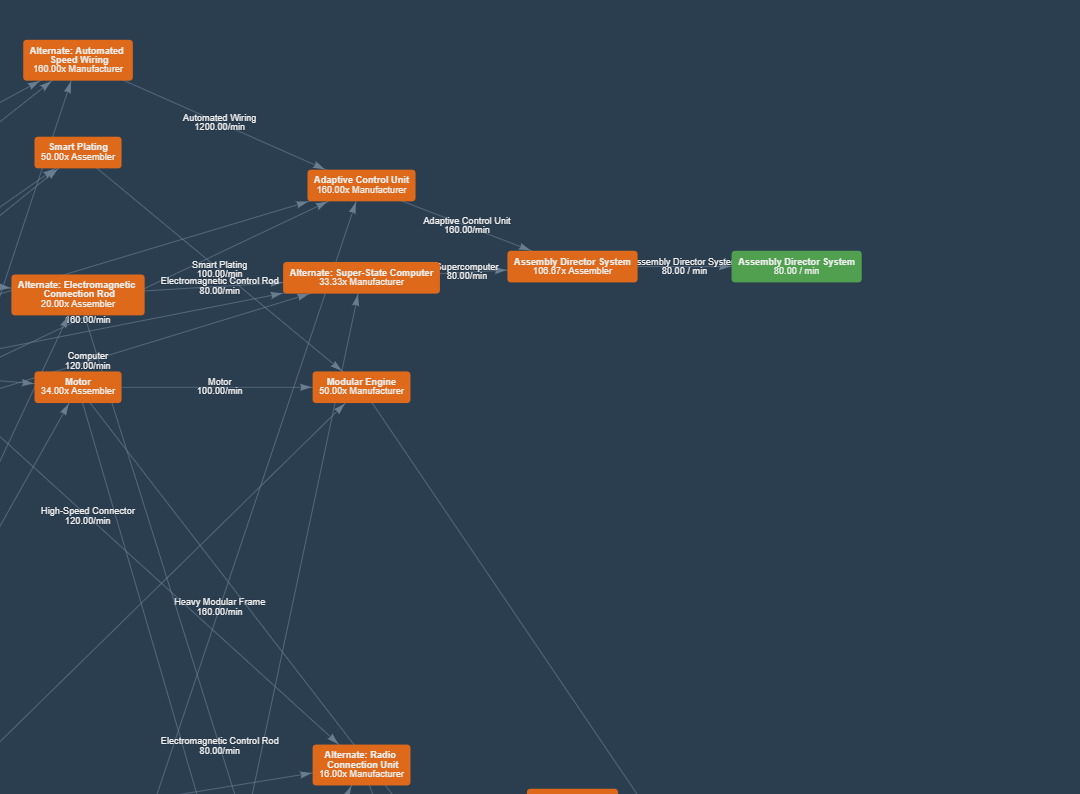 Alternate: Automated
Speed Wiring
160.00x Manufacturer
Automated Wiring
1200.00/min
Smart Plating
50.00x Assembler
Adaptive Control Unit
160.00x Manufacturer
Adaptive Control Unit
160.00/min
Smart Plating
100.00/min
Electromagnetic Control Rod
80.00/min
Alternate: Super-State Computer
33.33x Manufacturer
Supercomputer
80.00/min
Assembly Director System
106.67x Assembler
ssembly Director Syste
80.00 / min
Assembly Director System
80.00 / min
Alternate: Electromagnetic
Connection Rod
20.00x Assembler
160.00/min
Computer
120.00/min
Motor
34.00x Assembler
Motor
100.00/min
Modular Engine
50.00x Manufacturer
High-Speed Connector
120.00/min
Heavy Modular Frame
160.00/min
Electromagnetic Control Rod
80.00/min
Alternate: Radio
Connection Unit
16.00x Manufacturer